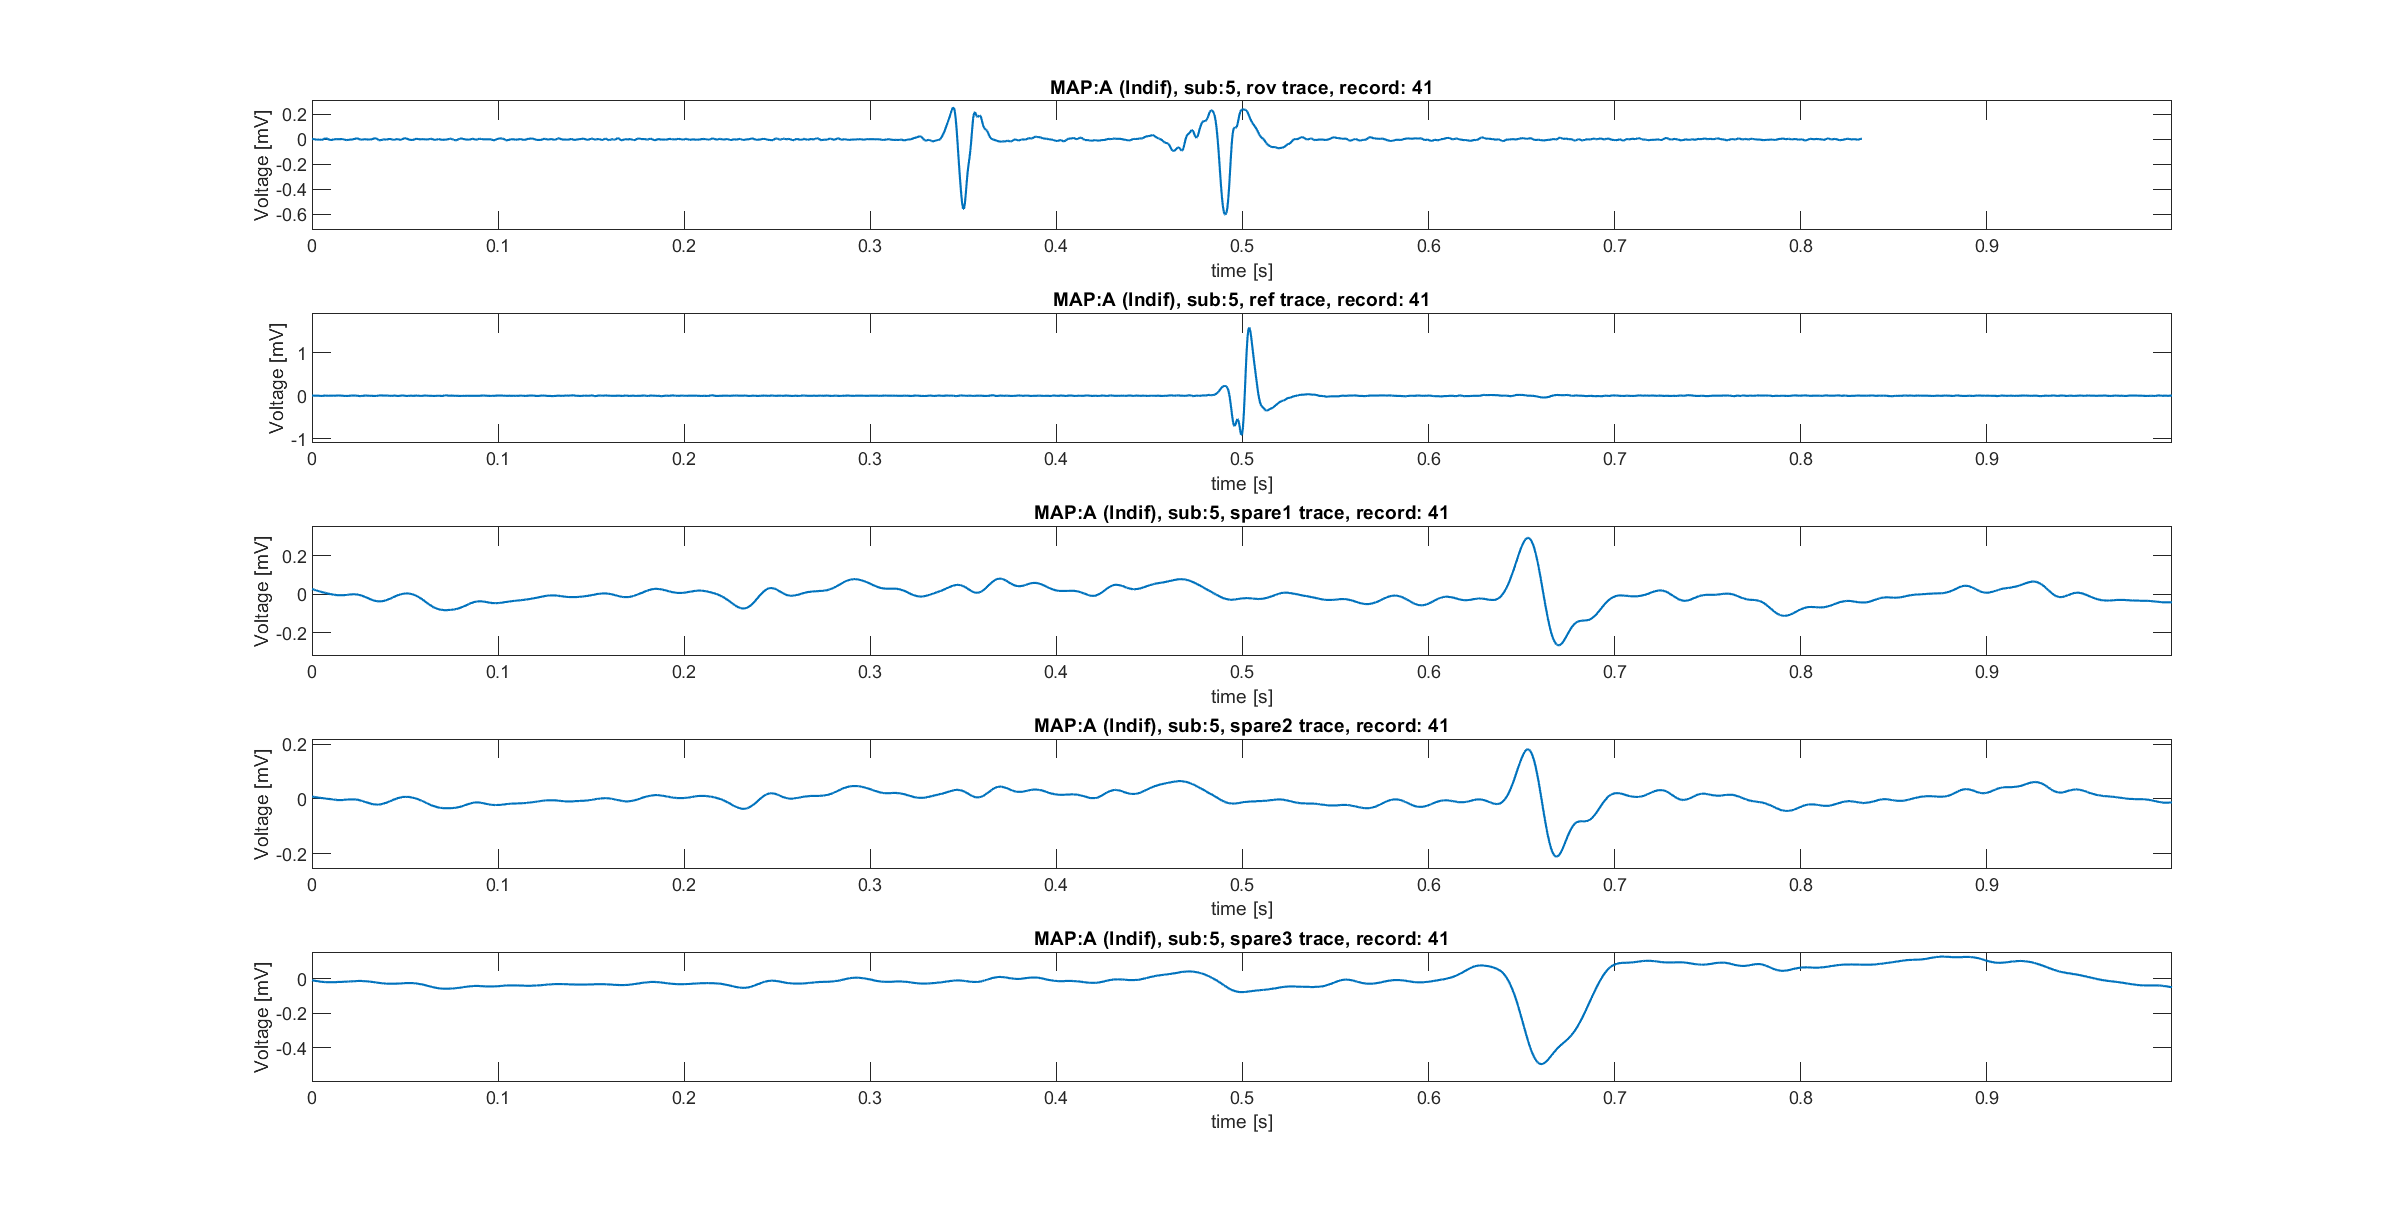 MAP:A (Indif), sub:5, rov trace, record: 41
Voltage [mV]
0.2
0
-0.2
-0.4
-0.6
0 0.1 0.2 0.3 0.4 0.5 0.6 0.7 0.8 0.9
time [s]
MAP:A (Indif), sub:5, ref trace, record: 41
Voltage [mV]
1
0
-1
0 0.1 0.2 0.3 0.4 0.5 0.6 0.7 0.8 0.9
time [s]
MAP:A (Indif), sub:5, spare1 trace, record: 41
Voltage [mV]
0.2
0
-0.2
0 0.1 0.2 0.3 0.4 0.5 0.6 0.7 0.8 0.9
time [s]
MAP:A (Indif), sub:5, spare2 trace, record: 41
Voltage [mV]
0.2
0
-0.2
0 0.1 0.2 0.3 0.4 0.5 0.6 0.7 0.8 0.9
time [s]
MAP:A (Indif), sub:5, spare3 trace, record: 41
Voltage [mV]
0
-0.2
-0.4
0 0.1 0.2 0.3 0.4 0.5 0.6 0.7 0.8 0.9
time [s]